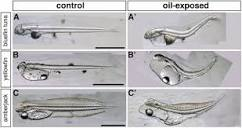 control
oil-exposed
bluefin tuna
A
A'
yellowfin
B
B'
amberjack
C
C'